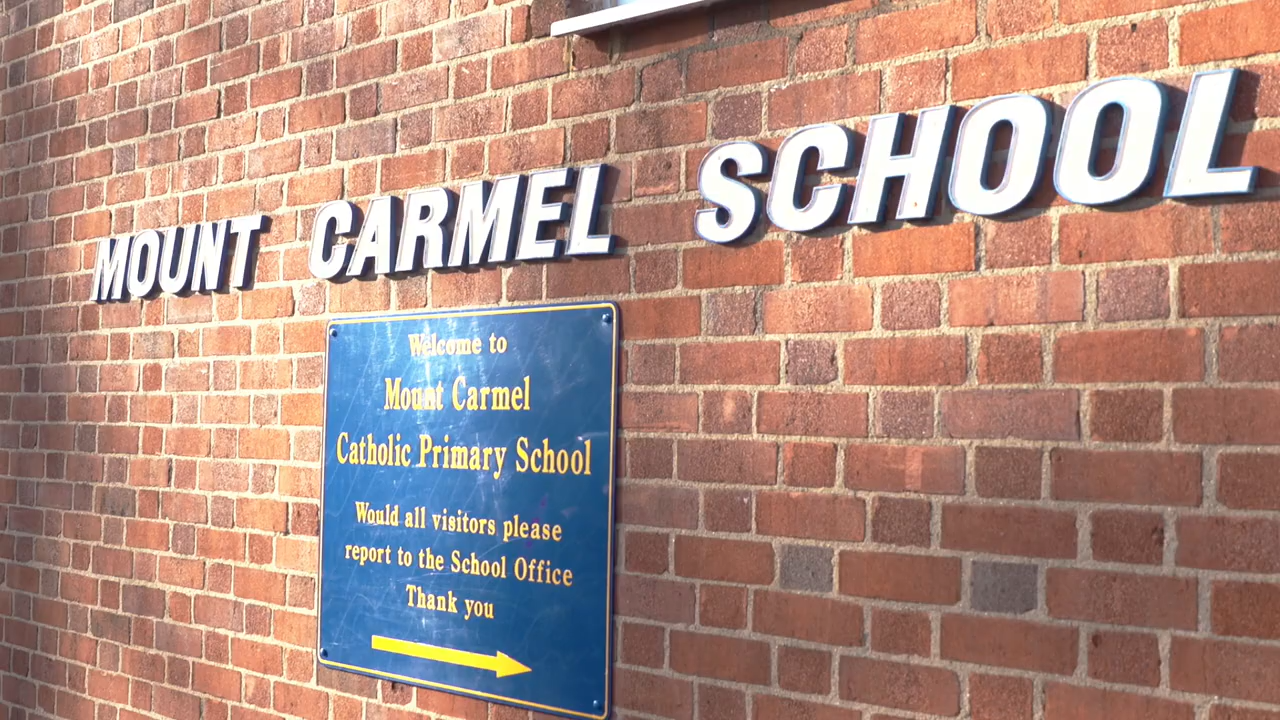 MOUNT CARMEL SCHOOL
Welcome to
Mount Carmel
Catholic Primary School
Would all visitors please
report to the School Office
Thank you